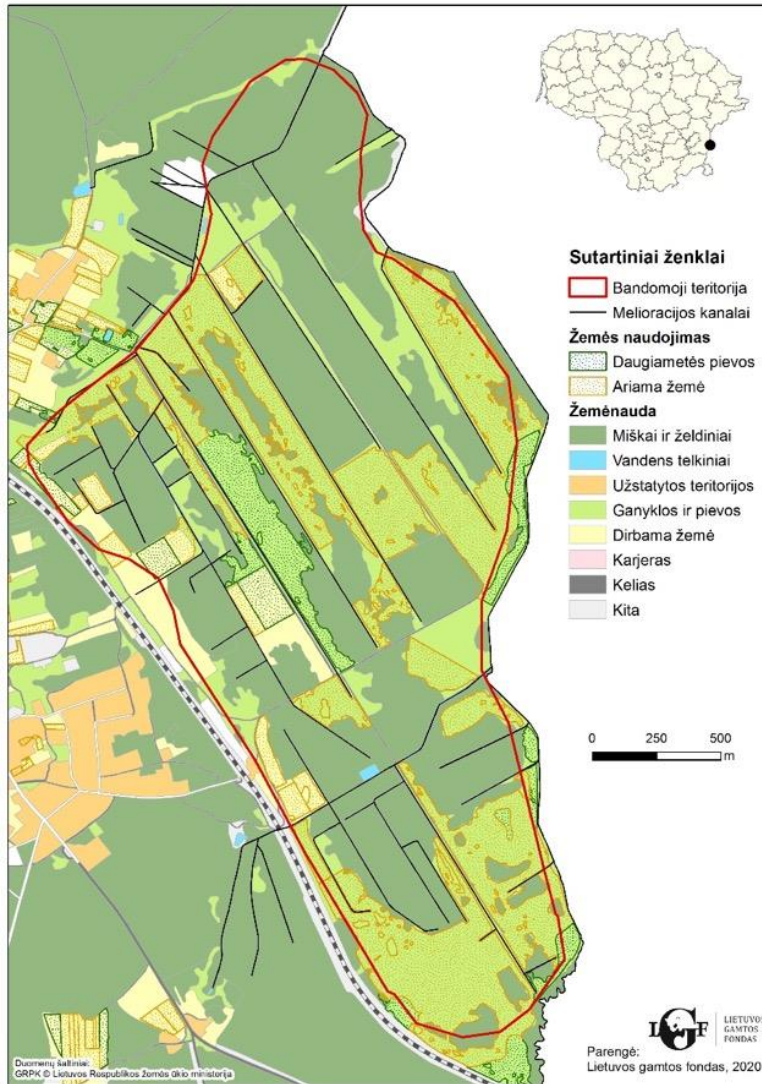 Sutartiniai ženklai
Bandomoji teritorija
Melioracijos kanalai
Žemės naudojimas
Daugiametės pievos
Ariama žemė
Žemėnauda
Miškai ir želdiniai
Vandens telkiniai
Užstatytos teritorijos
Ganyklos ir pievos
Dirbama žemė
Karjeras
Kelias
Kita
0 250 500
m
LGF
LIETUVOS
GAMTOS
FONDAS
Parengė:
Lietuvos gamtos fondas, 2020
Duomenų šaltiniai:
GRPK © Lietuvos Respublikos žemės ūkio ministerija